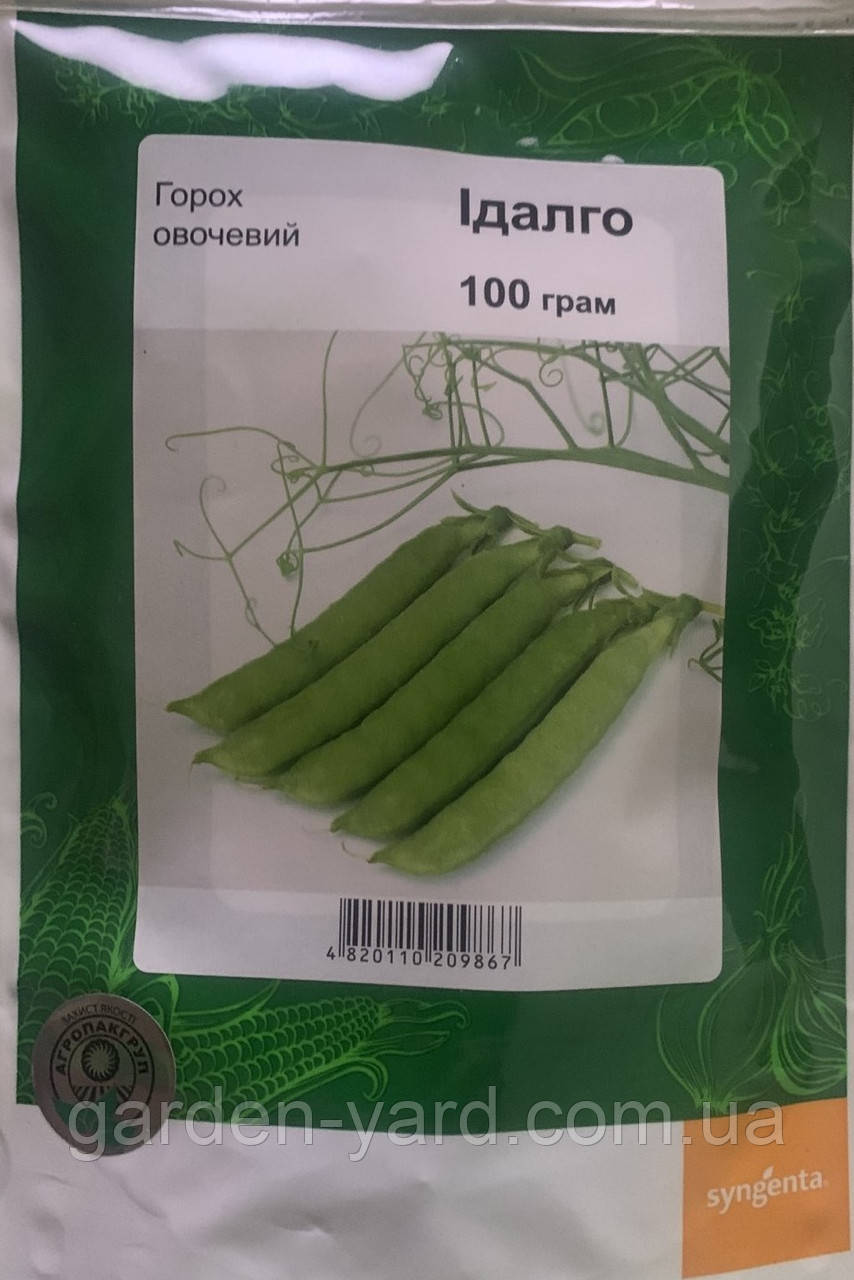 Горох
овочевий
Ідалго
100 грам
4 820110 209867
ЗАХИСТ ЯКОСТІ
АГРОПАКГРУП
garden-yard.com.ua
syngenta